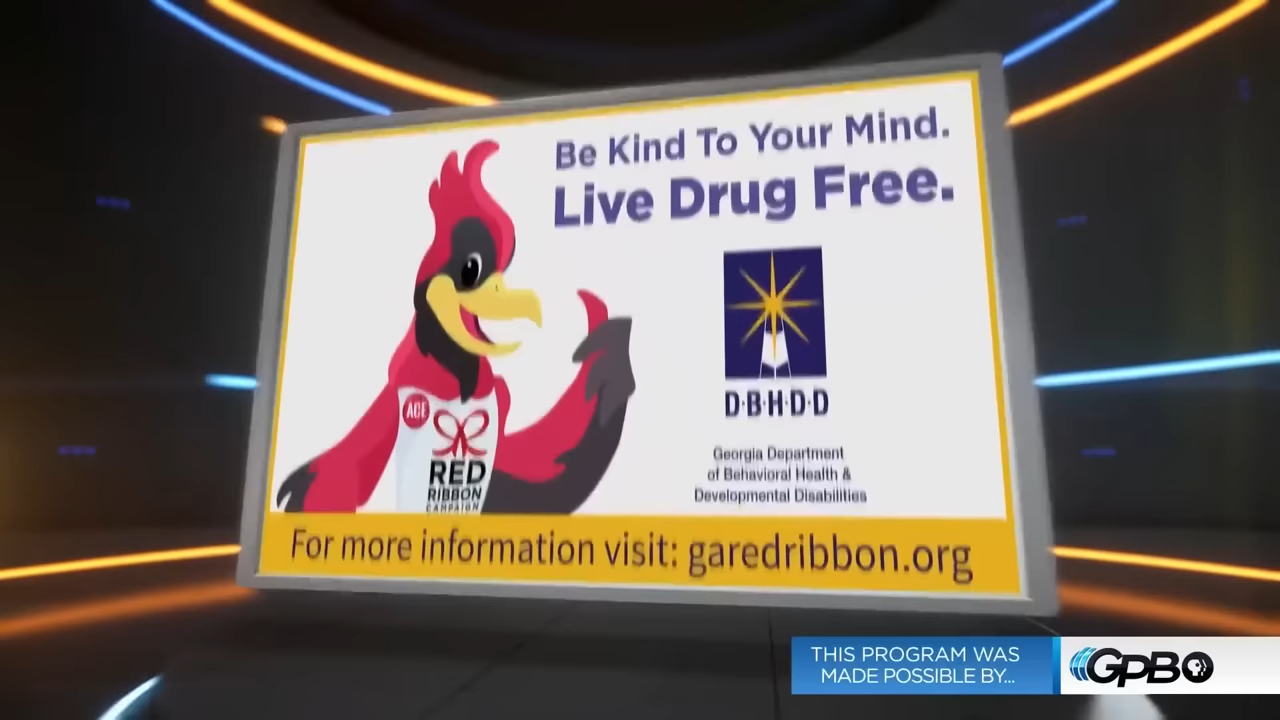 Be Kind To Your Mind.
Live Drug Free.
ACE
RED
RIBBON
CAMPAIGN
D·B·H·D·D
Georgia Department
of Behavioral Health &
Developmental Disabilities
For more information visit: garedribbon.org
THIS PROGRAM WAS
MADE POSSIBLE BY...
GPB